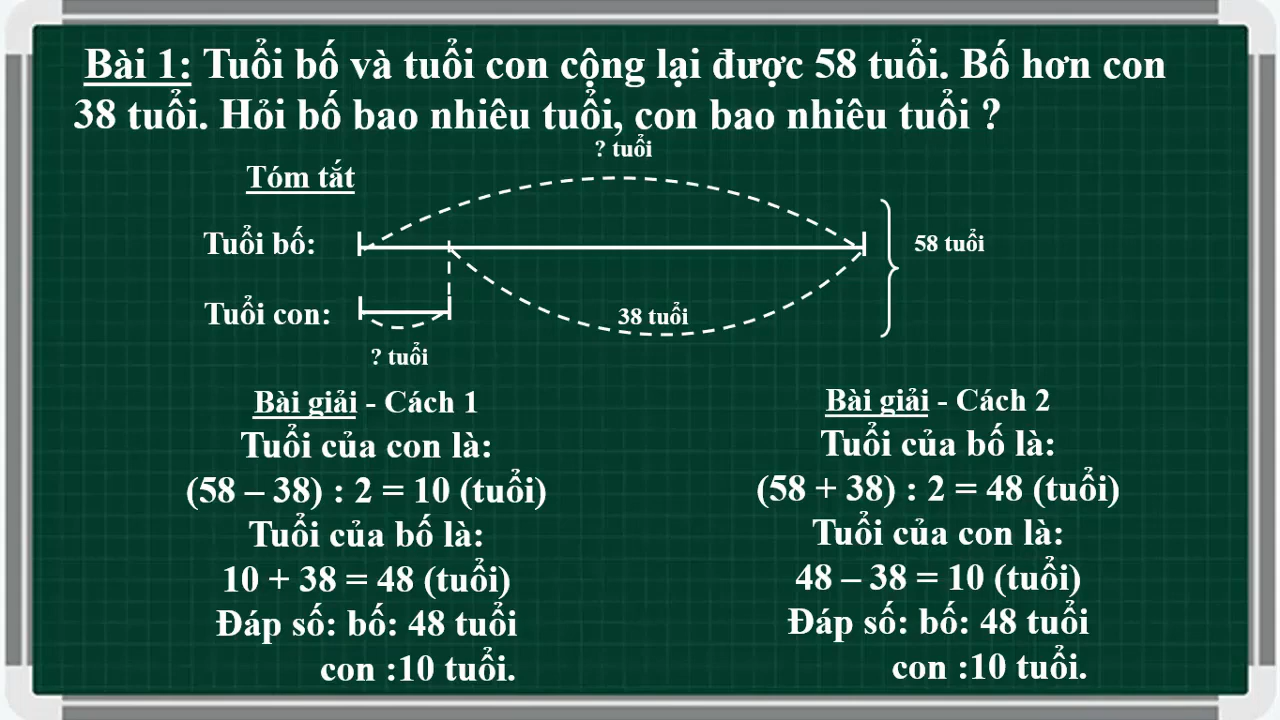 Bài 1: Tuổi bố và tuổi con cộng lại được 58 tuổi. Bố hơn con
38 tuổi. Hỏi bố bao nhiêu tuổi, con bao nhiêu tuổi ?
? tuổi
Tóm tắt
Tuổi bố:
58 tuổi
Tuổi con:
38 tuổi
? tuổi
Bài giải - Cách 1
Tuổi của con là:
(58 – 38) : 2 = 10 (tuổi)
Tuổi của bố là:
10 + 38 = 48 (tuổi)
Đáp số: bố: 48 tuổi
con :10 tuổi.
Bài giải - Cách 2
Tuổi của bố là:
(58 + 38) : 2 = 48 (tuổi)
Tuổi của con là:
48 – 38 = 10 (tuổi)
Đáp số: bố: 48 tuổi
con :10 tuổi.